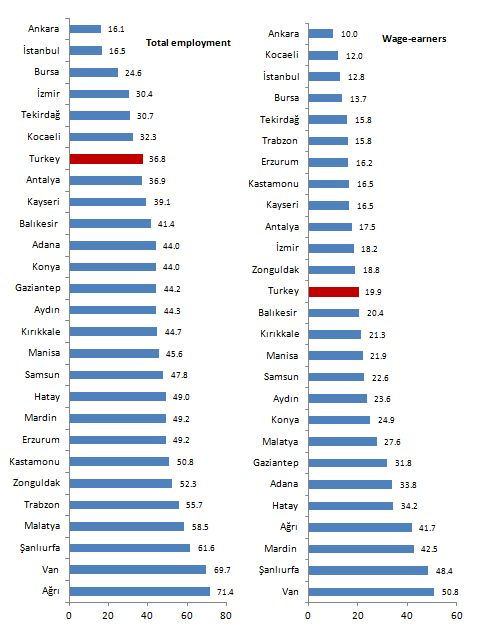 Total employment
Ankara 16.1
İstanbul 16.5
Bursa 24.6
İzmir 30.4
Tekirdağ 30.7
Kocaeli 32.3
Turkey 36.8
Antalya 36.9
Kayseri 39.1
Balıkesir 41.4
Adana 44.0
Konya 44.0
Gaziantep 44.2
Aydın 44.3
Kırıkkale 44.7
Manisa 45.6
Samsun 47.8
Hatay 49.0
Mardin 49.2
Erzurum 49.2
Kastamonu 50.8
Zonguldak 52.3
Trabzon 55.7
Malatya 58.5
Şanlıurfa 61.6
Van 69.7
Ağrı 71.4
0 20 40 60 80
Wage-earners
Ankara 10.0
Kocaeli 12.0
İstanbul 12.8
Bursa 13.7
Tekirdağ 15.8
Trabzon 15.8
Erzurum 16.2
Kastamonu 16.5
Kayseri 16.5
Antalya 17.5
İzmir 18.2
Zonguldak 18.8
Turkey 19.9
Balıkesir 20.4
Kırıkkale 21.3
Manisa 21.9
Samsun 22.6
Aydın 23.6
Konya 24.9
Malatya 27.6
Gaziantep 31.8
Adana 33.8
Hatay 34.2
Ağrı 41.7
Mardin 42.5
Şanlıurfa 48.4
Van 50.8
0 20 40 60